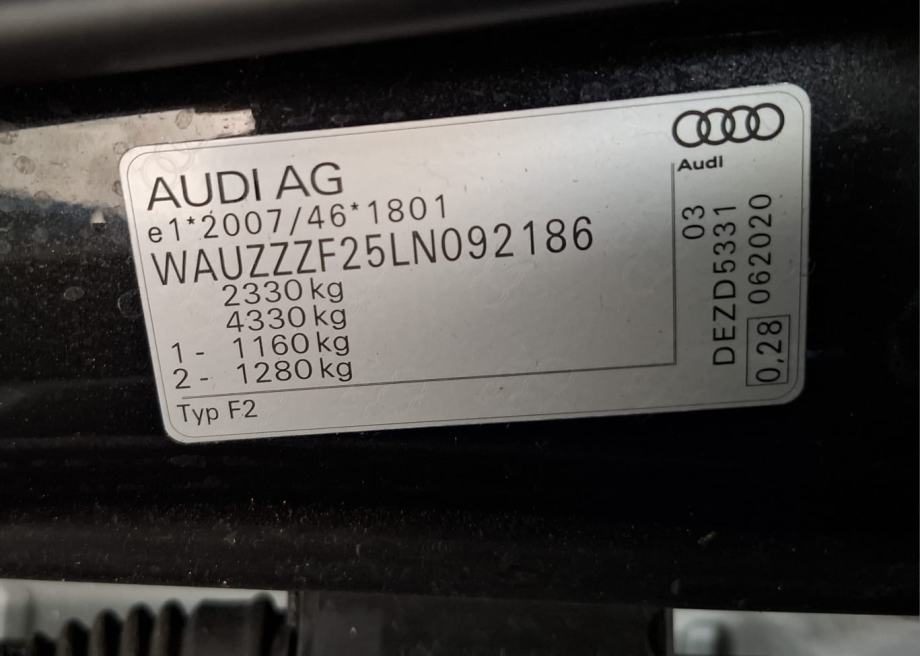 AUDI AG
e1*2007/46*1801
WAUZZZF25LN092186
2330 kg
4330 kg
1 - 1160 kg
2 - 1280 kg
Typ F2
Audi
03
DEZD5331
062020
0,28